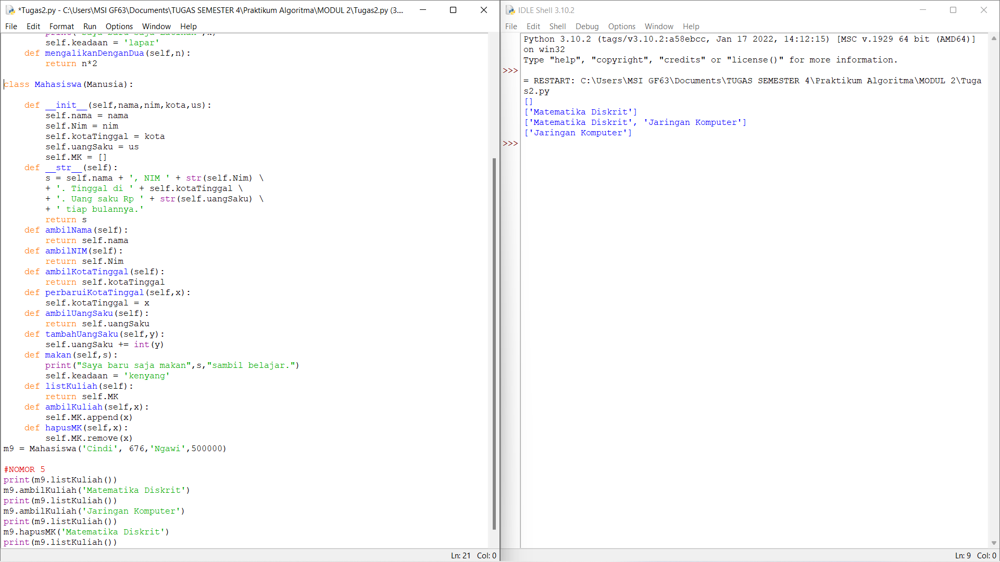 *Tugas2.py - C:\Users\MSI GF63\Documents\TUGAS SEMESTER 4\Praktikum Algoritma\MODUL 2\Tugas2.py (3....
File Edit Format Run Options Window Help
self.keadaan = 'lapar'
def mengalikanDenganDua(self,n):
return n*2
class Mahasiswa(Manusia):
def __init__(self,nama,nim,kota,us):
self.nama = nama
self.Nim = nim
self.kotaTinggal = kota
self.uangSaku = us
self.MK = []
def __str__(self):
s = self.nama + ', NIM ' + str(self.Nim) \
+ '. Tinggal di ' + self.kotaTinggal \
+ '. Uang saku Rp ' + str(self.uangSaku) \
+ ' tiap bulannya.'
return s
def ambilNama(self):
return self.nama
def ambilNIM(self):
return self.Nim
def ambilKotaTinggal(self):
return self.kotaTinggal
def perbaruiKotaTinggal(self,x):
self.kotaTinggal = x
def ambilUangSaku(self):
return self.uangSaku
def tambahUangSaku(self,y):
self.uangSaku += int(y)
def makan(self,s):
print("Saya baru saja makan",s,"sambil belajar.")
self.keadaan = 'kenyang'
def listKuliah(self):
return self.MK
def ambilKuliah(self,x):
self.MK.append(x)
def hapusMK(self,x):
self.MK.remove(x)
m9 = Mahasiswa('Cindi', 676,'Ngawi',500000)
#NOMOR 5
print(m9.listKuliah())
m9.ambilKuliah('Matematika Diskrit')
print(m9.listKuliah())
m9.ambilKuliah('Jaringan Komputer')
print(m9.listKuliah())
m9.hapusMK('Matematika Diskrit')
print(m9.listKuliah())
Ln: 21 Col: 0
IDLE Shell 3.10.2
File Edit Shell Debug Options Window Help
Python 3.10.2 (tags/v3.10.2:a58ebcc, Jan 17 2022, 14:12:15) [MSC v.1929 64 bit (AMD64)]
on win32
Type "help", "copyright", "credits" or "license()" for more information.
>>>
= RESTART: C:\Users\MSI GF63\Documents\TUGAS SEMESTER 4\Praktikum Algoritma\MODUL 2\Tuga
s2.py
[]
['Matematika Diskrit']
['Matematika Diskrit', 'Jaringan Komputer']
['Jaringan Komputer']
>>>
Ln: 9 Col: 0